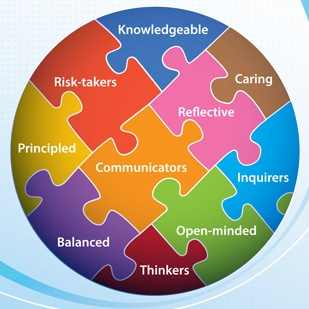 Knowledgeable
Risk-takers
Caring
Reflective
Principled
Communicators
Inquirers
Open-minded
Balanced
Thinkers